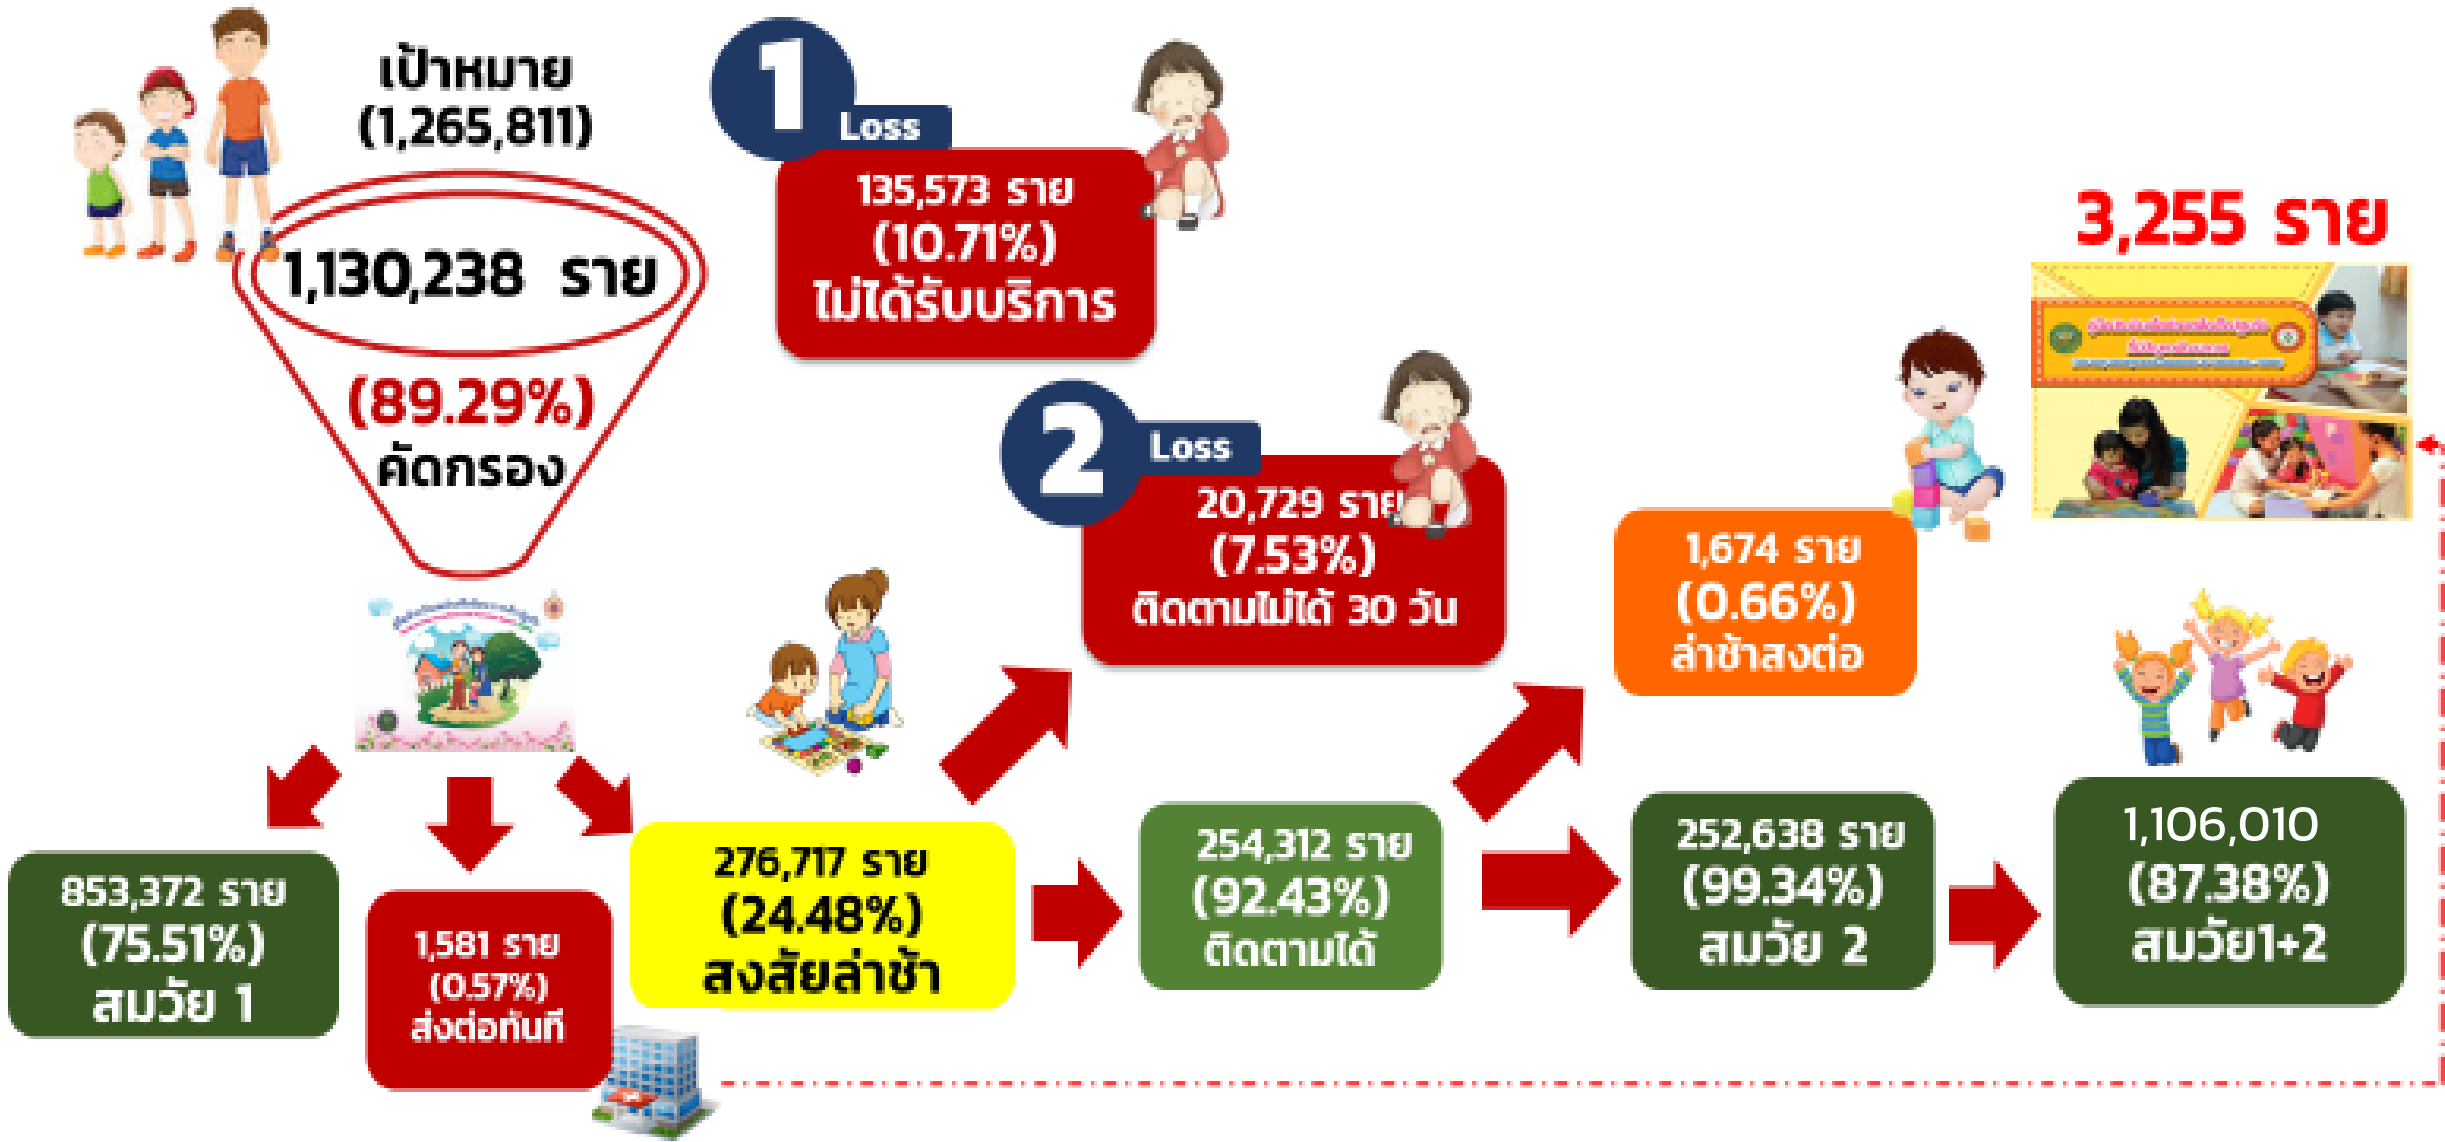 เป้าหมาย
(1,265,811)
1,130,238 ราย
(89.29%)
คัดกรอง
1
Loss
135,573 ราย
(10.71%)
ไม่ได้รับบริการ
2
Loss
20,729 ราย
(7.53%)
ติดตามไม่ได้ 30 วัน
1,674 ราย
(0.66%)
ล่าช้าสงต่อ
3,255 ราย
853,372 ราย
(75.51%)
สมวัย 1
1,581 ราย
(0.57%)
ส่งต่อทันที
276,717 ราย
(24.48%)
สงสัยล่าช้า
254,312 ราย
(92.43%)
ติดตามได้
252,638 ราย
(99.34%)
สมวัย 2
1,106,010
(87.38%)
สมวัย1+2